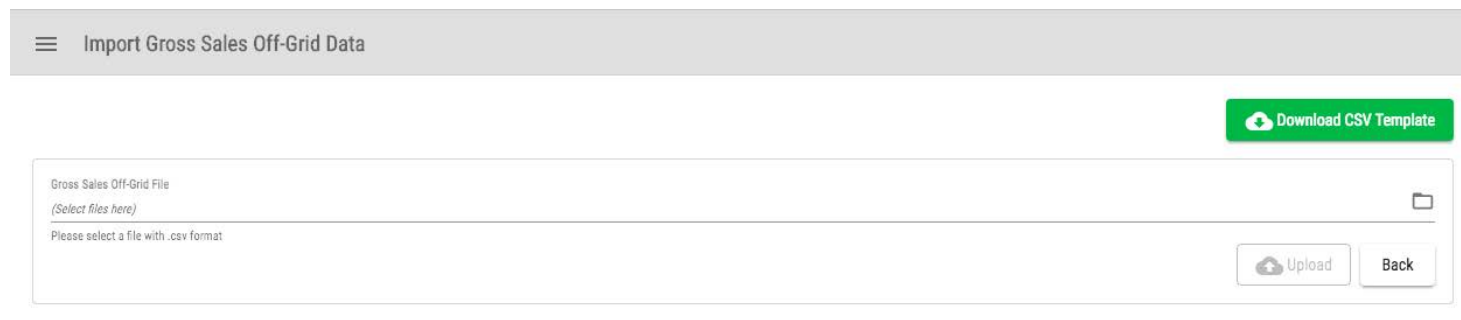 Import Gross Sales Off-Grid Data
Download CSV Template
Gross Sales Off-Grid File
(Select files here)
Please select a file with .csv format
Upload
Back